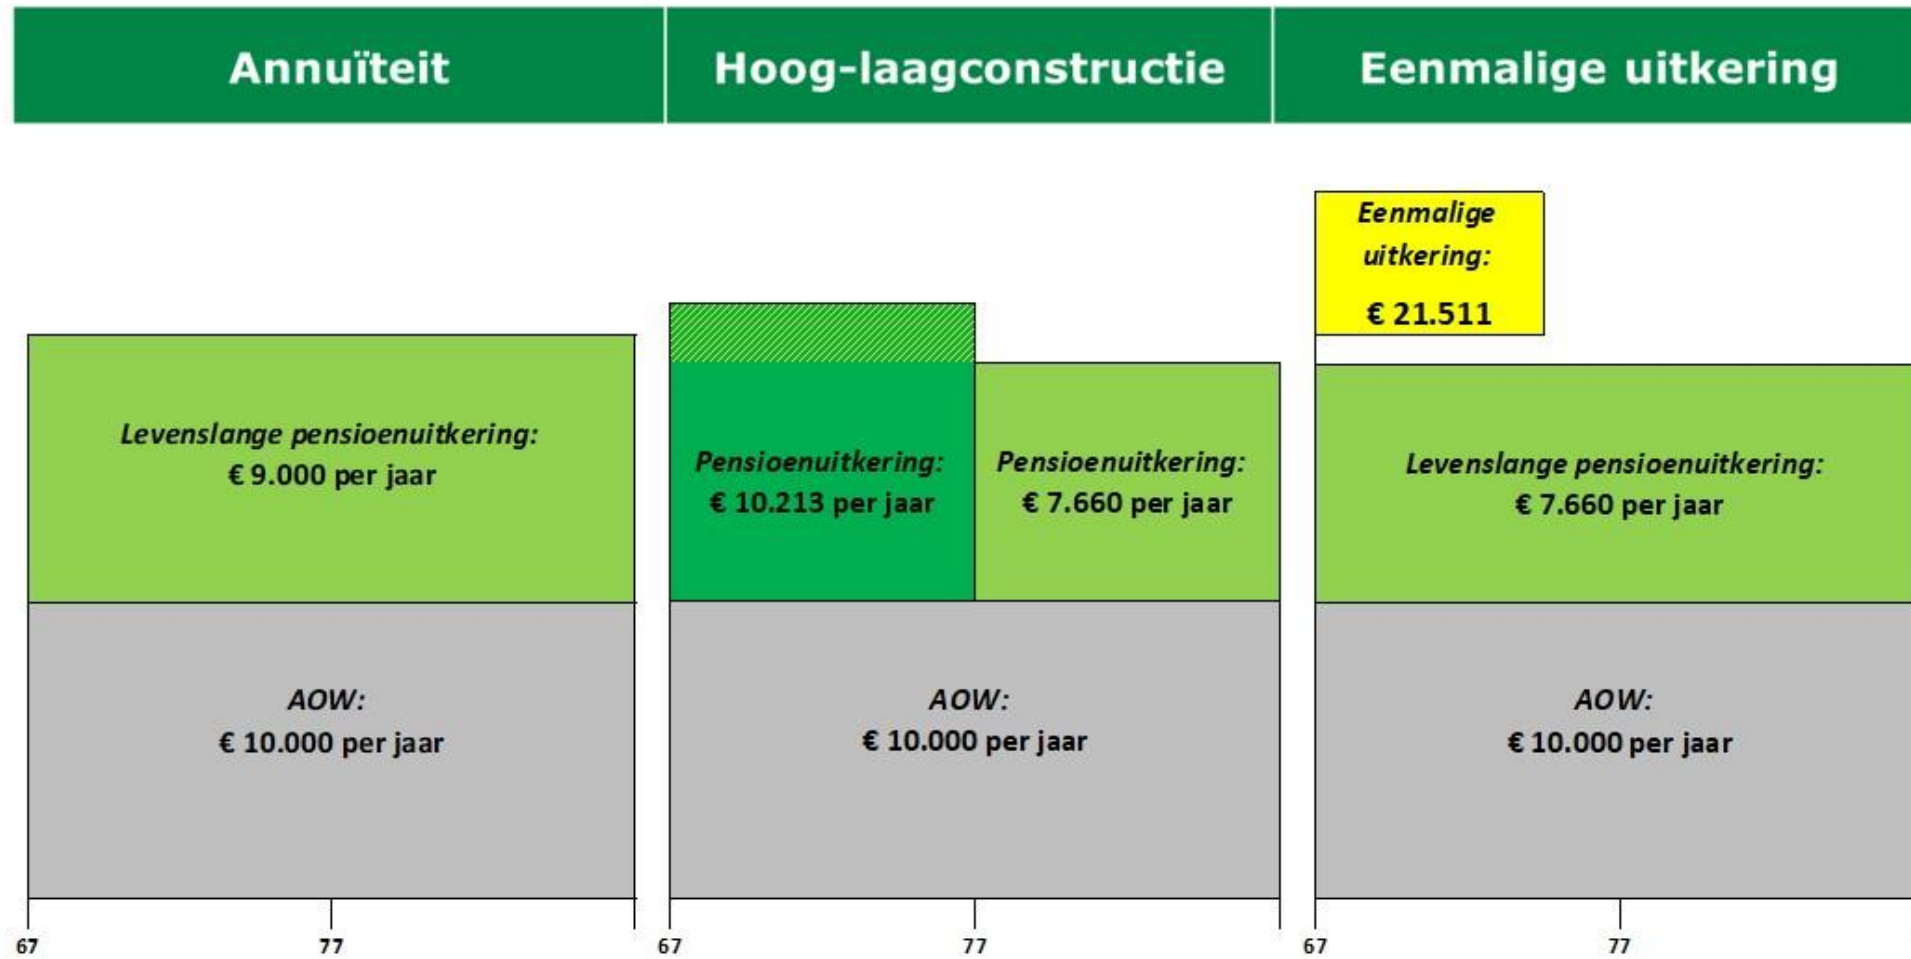 Annuïteit
Hoog-laagconstructie
Eenmalige uitkering
Levenslange pensioenuitkering:
€ 9.000 per jaar
AOW:
€ 10.000 per jaar
67
77
Pensioenuitkering:
€ 10.213 per jaar
Pensioenuitkering:
€ 7.660 per jaar
AOW:
€ 10.000 per jaar
67
77
Eenmalige
uitkering:
€ 21.511
Levenslange pensioenuitkering:
€ 7.660 per jaar
AOW:
€ 10.000 per jaar
67
77